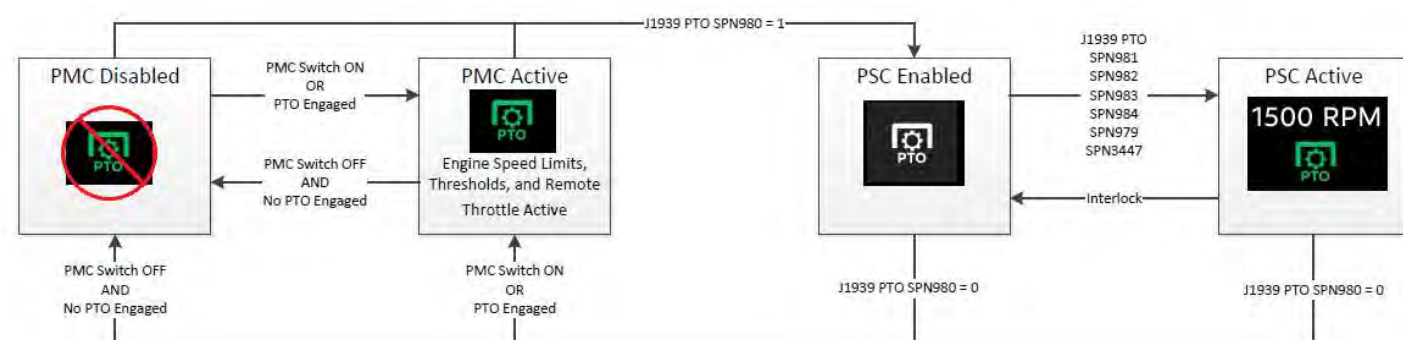 J1939 PTO SPN980 = 1
PMC Disabled
PTO
PMC Switch ON
OR
PTO Engaged
PMC Switch OFF
AND
No PTO Engaged
PMC Active
PTO
Engine Speed Limits,
Thresholds, and Remote
Throttle Active
PSC Enabled
PTO
J1939 PTO
SPN981
SPN982
SPN983
SPN984
SPN979
SPN3447
Interlock
PSC Active
1500 RPM
PTO
PMC Switch OFF
AND
No PTO Engaged
PMC Switch ON
OR
PTO Engaged
J1939 PTO SPN980 = 0
J1939 PTO SPN980 = 0